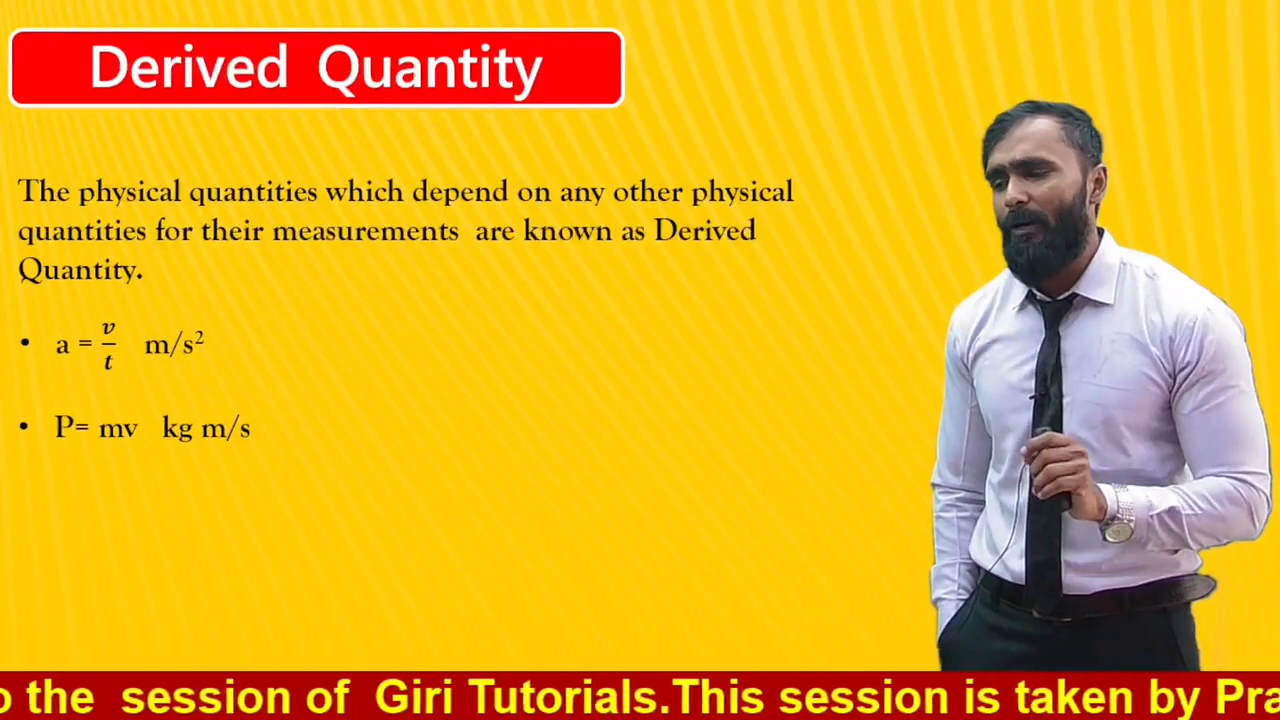 Derived Quantity
The physical quantities which depend on any other physical
quantities for their measurements are known as Derived
Quantity.
• a = v/t m/s²
• P= mv kg m/s
the session of Giri Tutorials.This session is taken by